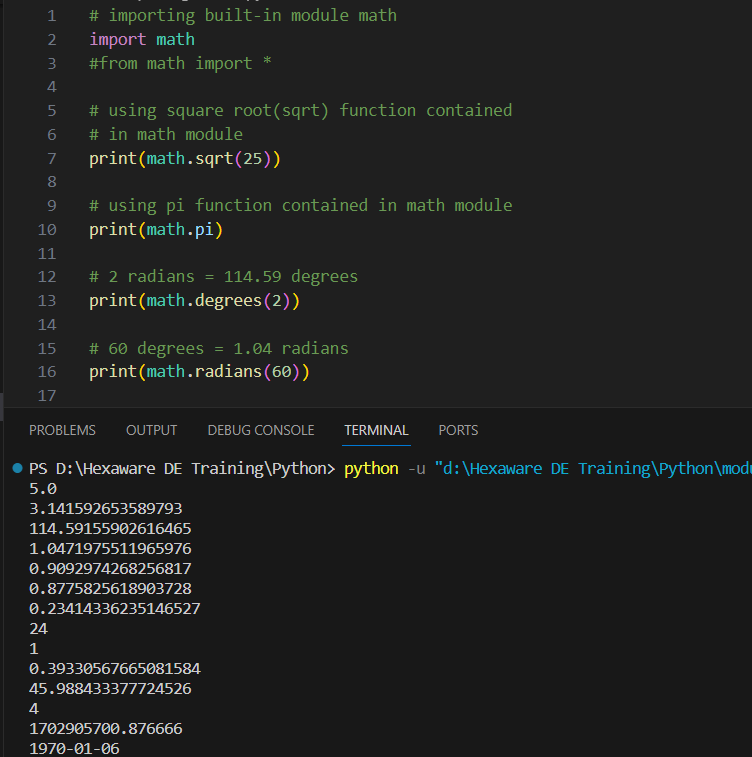 1 # importing built-in module math
2 import math
3 #from math import *
4
5 # using square root(sqrt) function contained
6 # in math module
7 print(math.sqrt(25))
8
9 # using pi function contained in math module
10 print(math.pi)
11
12 # 2 radians = 114.59 degrees
13 print(math.degrees(2))
14
15 # 60 degrees = 1.04 radians
16 print(math.radians(60))
17
PROBLEMS OUTPUT DEBUG CONSOLE TERMINAL PORTS
PS D:\Hexaware DE Training\Python> python -u "d:\Hexaware DE Training\Python\modu
5.0
3.141592653589793
114.59155902616465
1.0471975511965976
0.9092974268256817
0.8775825618903728
0.23414336235146527
24
1
0.39330567665081584
45.988433377724526
4
1702905700.876666
1970-01-06